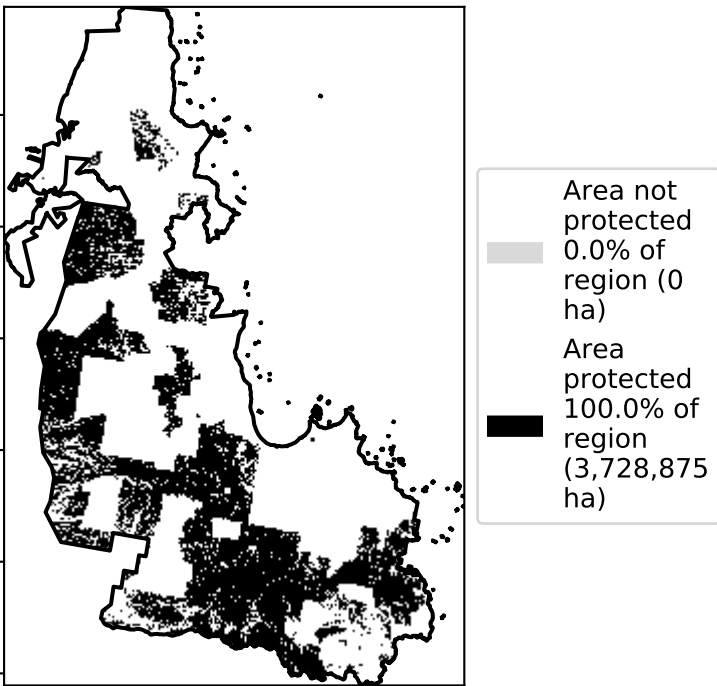 Area not
protected
0.0% of
region (0
ha)
Area
protected
100.0% of
region
(3,728,875
ha)